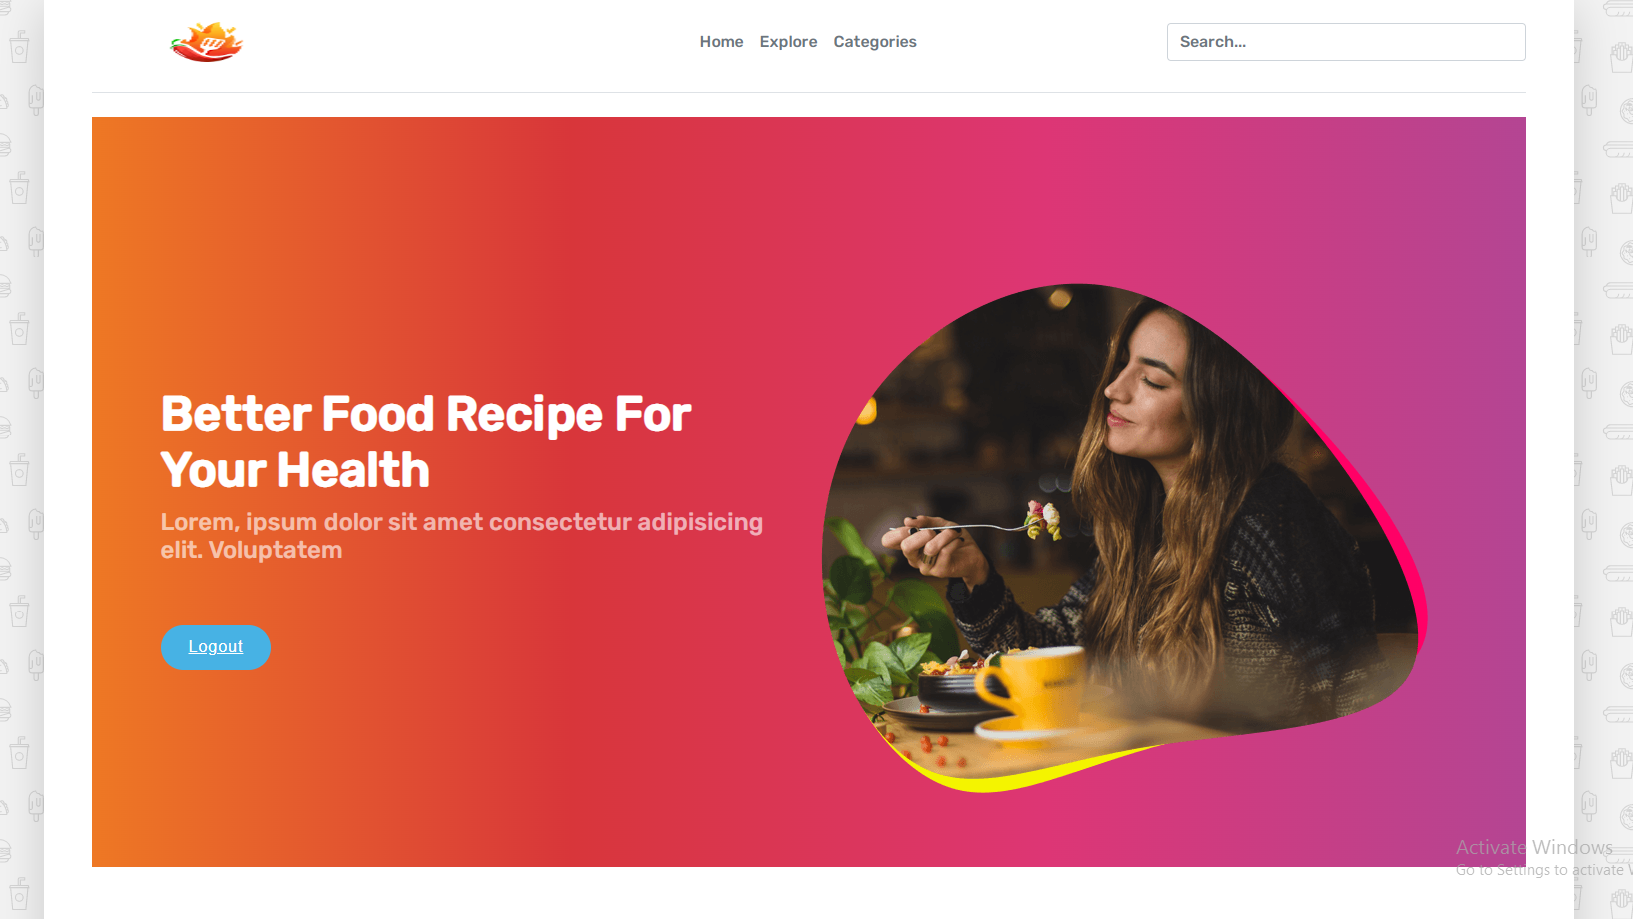 Home Explore Categories
Search...
Better Food Recipe For
Your Health
Lorem, ipsum dolor sit amet consectetur adipisicing
elit. Voluptatem
Logout
Activate Windows
Go to Settings to activate